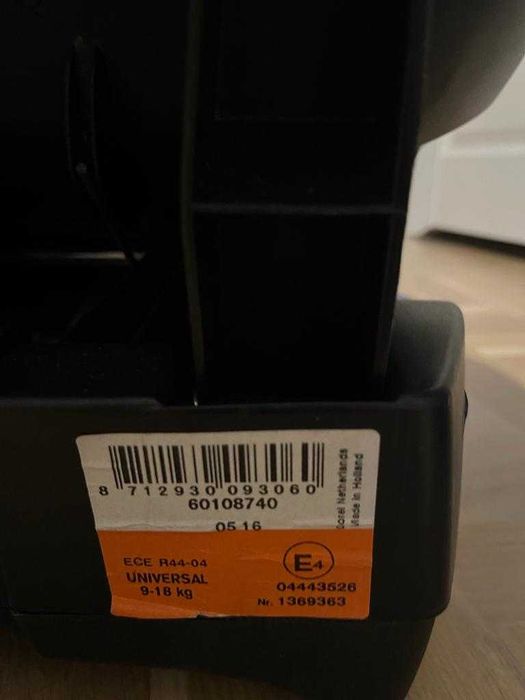 8 712930 093060
60108740
05 16
Dorel Netherlands
Made in Holland
ECE R44-04
UNIVERSAL
9-18 kg
E4
04443526
Nr. 1369363